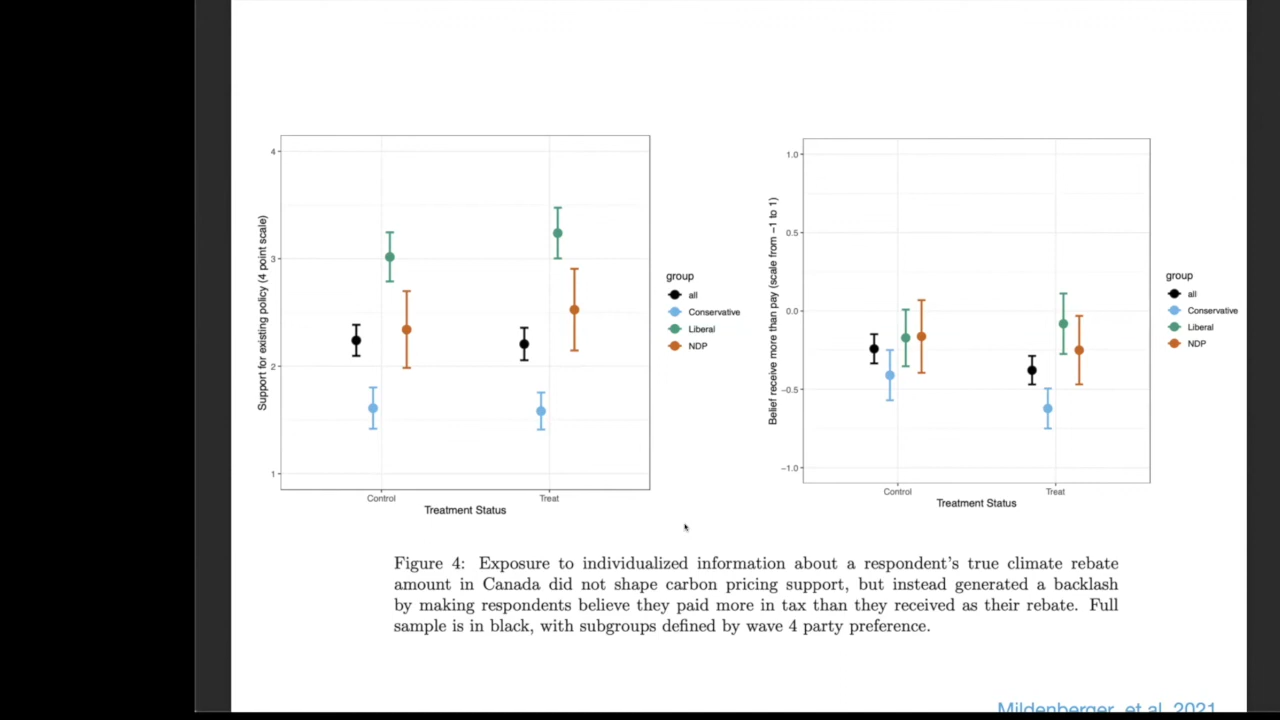 4
3
2
1
Support for existing policy (4 point scale)
Control
Treat
Treatment Status
group
all
Conservative
Liberal
NDP
1.0
0.5
0.0
−0.5
−1.0
Belief receive more than pay (scale from −1 to 1)
Control
Treat
Treatment Status
group
all
Conservative
Liberal
NDP
Figure 4: Exposure to individualized information about a respondent's true climate rebate
amount in Canada did not shape carbon pricing support, but instead generated a backlash
by making respondents believe they paid more in tax than they received as their rebate. Full
sample is in black, with subgroups defined by wave 4 party preference.
Mildenberger, et al. 2021